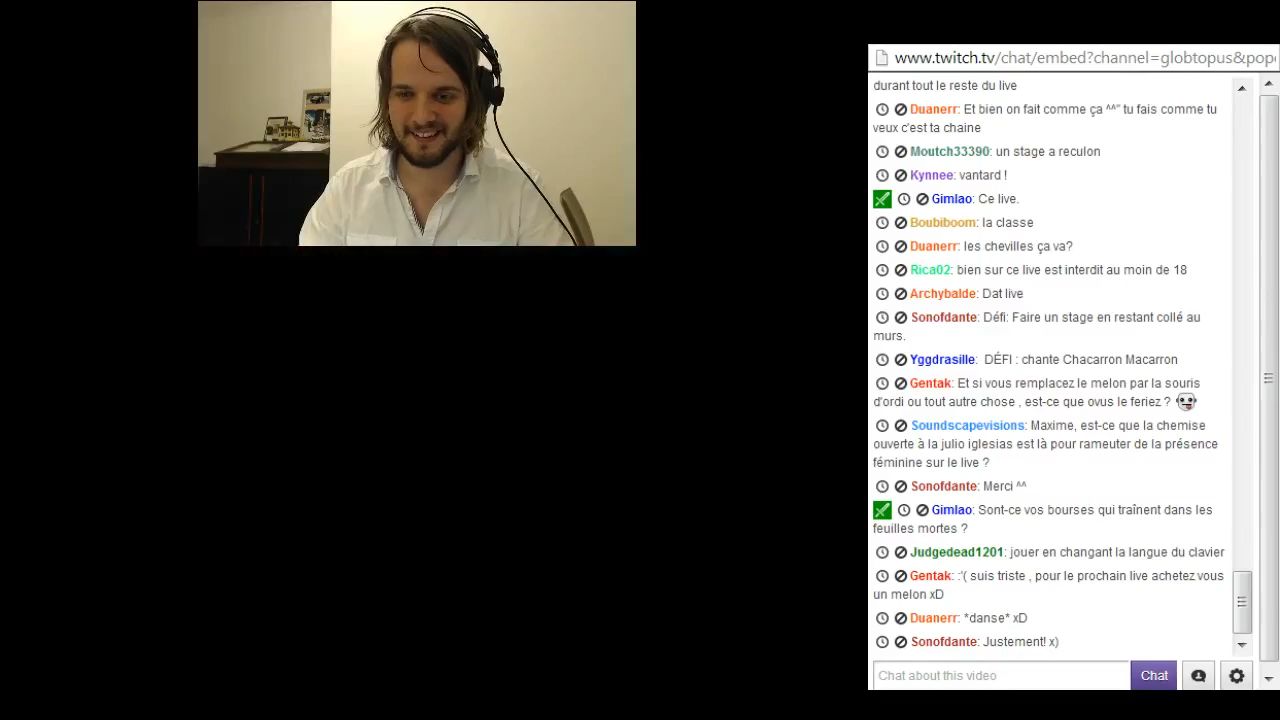 www.twitch.tv/chat/embed?channel=globtopus&pop
durant tout le reste du live
Duanerr: Et bien on fait comme ça ^^" tu fais comme tu
veux c'est ta chaine
Moutch33390: un stage a reculon
Kynnee: vantard !
Gimlao: Ce live.
Boubiboom: la classe
Duanerr: les chevilles ça va?
Rica02: bien sur ce live est interdit au moin de 18
Archybalde: Dat live
Sonofdante: Défi: Faire un stage en restant collé au
murs.
Yggdrasille: DÉFI : chante Chacarron Macarron
Gentak: Et si vous remplacez le melon par la souris
d'ordi ou tout autre chose , est-ce que ovus le feriez ?
Soundscapevisions: Maxime, est-ce que la chemise
ouverte à la julio iglesias est là pour rameuter de la présence
féminine sur le live ?
Sonofdante: Merci ^^
Gimlao: Sont-ce vos bourses qui traînent dans les
feuilles mortes ?
Judgedead1201: jouer en changant la langue du clavier
Gentak: :'( suis triste , pour le prochain live achetez vous
un melon xD
Duanerr: *danse* xD
Sonofdante: Justement! x)
Chat about this video
Chat